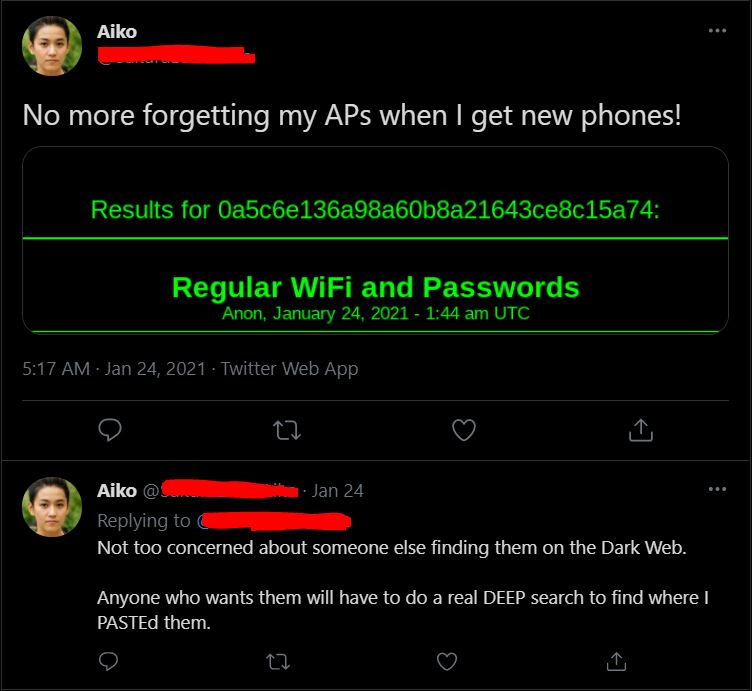 Aiko
No more forgetting my APs when I get new phones!
Results for 0a5c6e136a98a60b8a21643ce8c15a74:
Regular WiFi and Passwords
Anon, January 24, 2021 - 1:44 am UTC
5:17 AM · Jan 24, 2021 · Twitter Web App
Aiko @ · Jan 24
Replying to
Not too concerned about someone else finding them on the Dark Web.
Anyone who wants them will have to do a real DEEP search to find where I
PASTEd them.